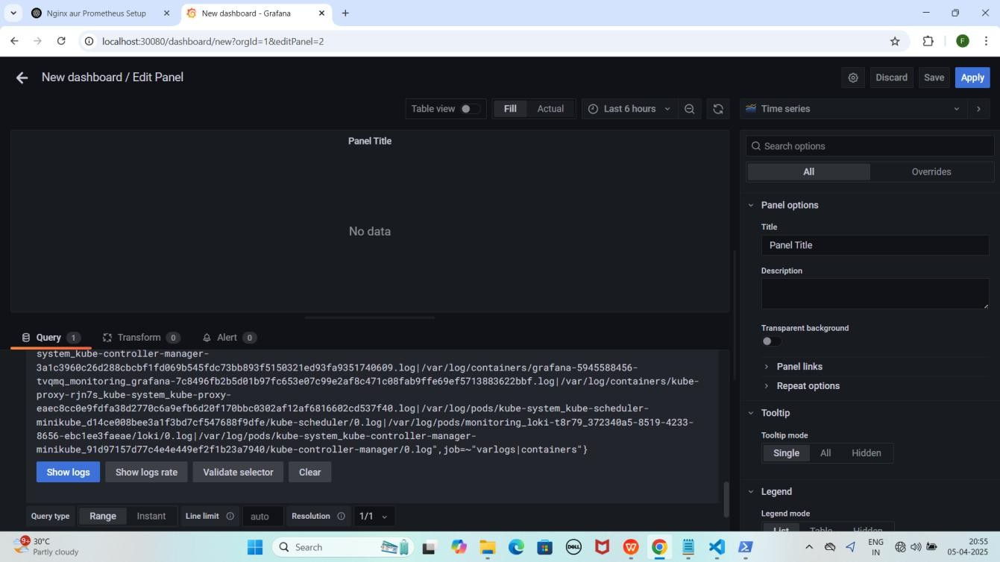 Nginx aur Prometheus Setup
New dashboard - Grafana
localhost:30080/dashboard/new?orgId=1&editPanel=2
F
New dashboard / Edit Panel
Discard
Save
Apply
Table view
Fill
Actual
Last 6 hours
Time series
Panel Title
No data
Search options
All
Overrides
Panel options
Title
Panel Title
Description
Transparent background
Panel links
Repeat options
Tooltip
Tooltip mode
Single
All
Hidden
Legend
Legend mode
List
Table
Hidden
Query 1
Transform 0
Alert 0
system_kube-controller-manager-
3a1c3960c26d288cbcbf1fd069b545fdc73bb893f5150321ed93fa9351740609.log|/var/log/containers/grafana-5945588456-
tvqmq_monitoring_grafana-7c8496fb2b5d01b97fc653e07c99e2af8c471c08fab9ffe69ef5713883622bbf.log|/var/log/containers/kube-
proxy-rjn7s_kube-system_kube-proxy-
eaec8cc0e9fdfa38d2770c6a9efb6d20f170bbc0302af12af6816602cd537f40.log|/var/log/pods/kube-system_kube-scheduler-
minikube_d14ce008bee3a1f3bd7cf547688f9dfe/kube-scheduler/0.log|/var/log/pods/monitoring_loki-t8r79_372340a5-8519-4233-
8656-ebc1ee3faeae/loki/0.log|/var/log/pods/kube-system_kube-controller-manager-
minikube_91d97157d77c4e4e449ef2f1b23a7940/kube-controller-manager/0.log",job=~"varlogs|containers"}
Show logs
Show logs rate
Validate selector
Clear
Query type
Range
Instant
Line limit
auto
Resolution
1/1
9+
30°C
Partly cloudy
Search
DELL
ENG
IN
20:55
05-04-2025